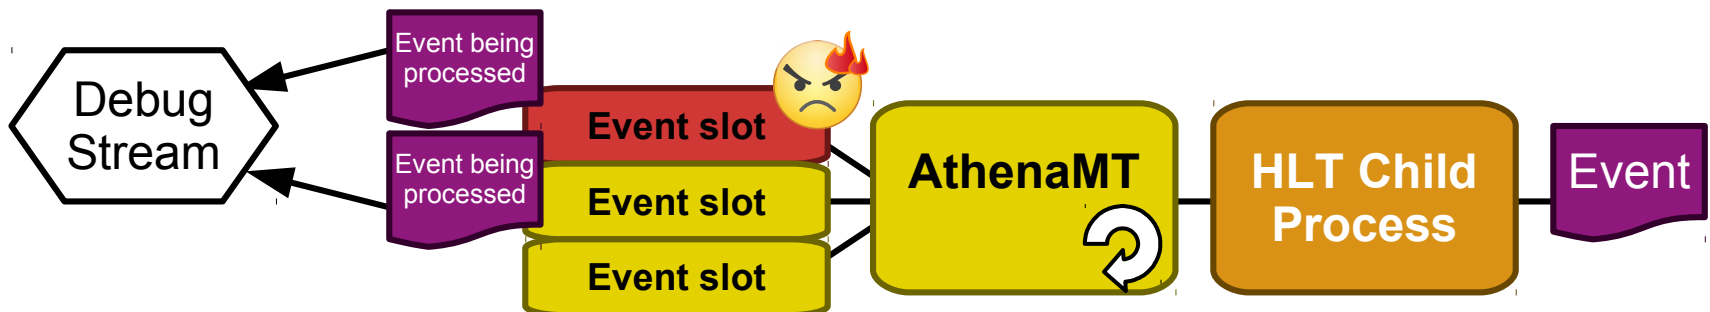 Debug
Stream
Event being
processed
Event being
processed
Event slot
Event slot
Event slot
AthenaMT
HLT Child
Process
Event